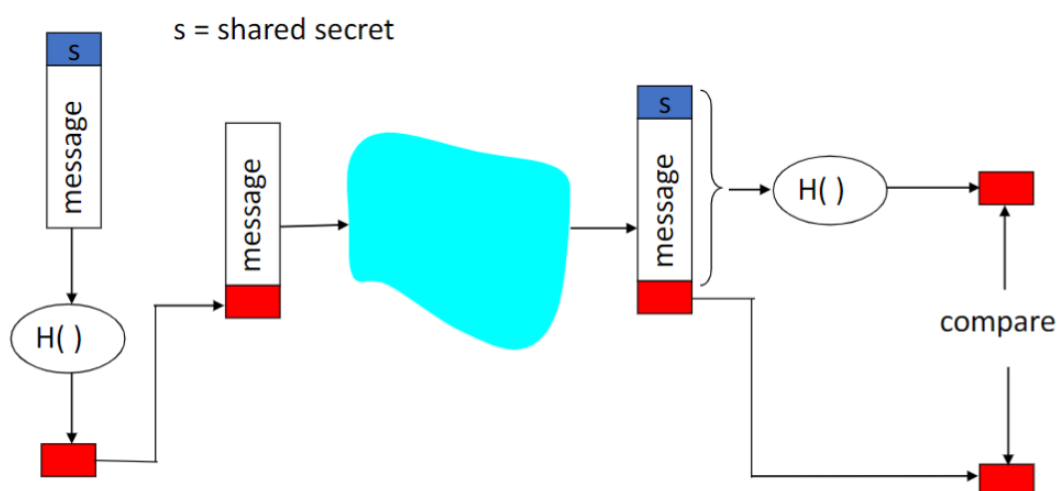 s = shared secret
s
message
H( )
message
s
message
H( )
compare